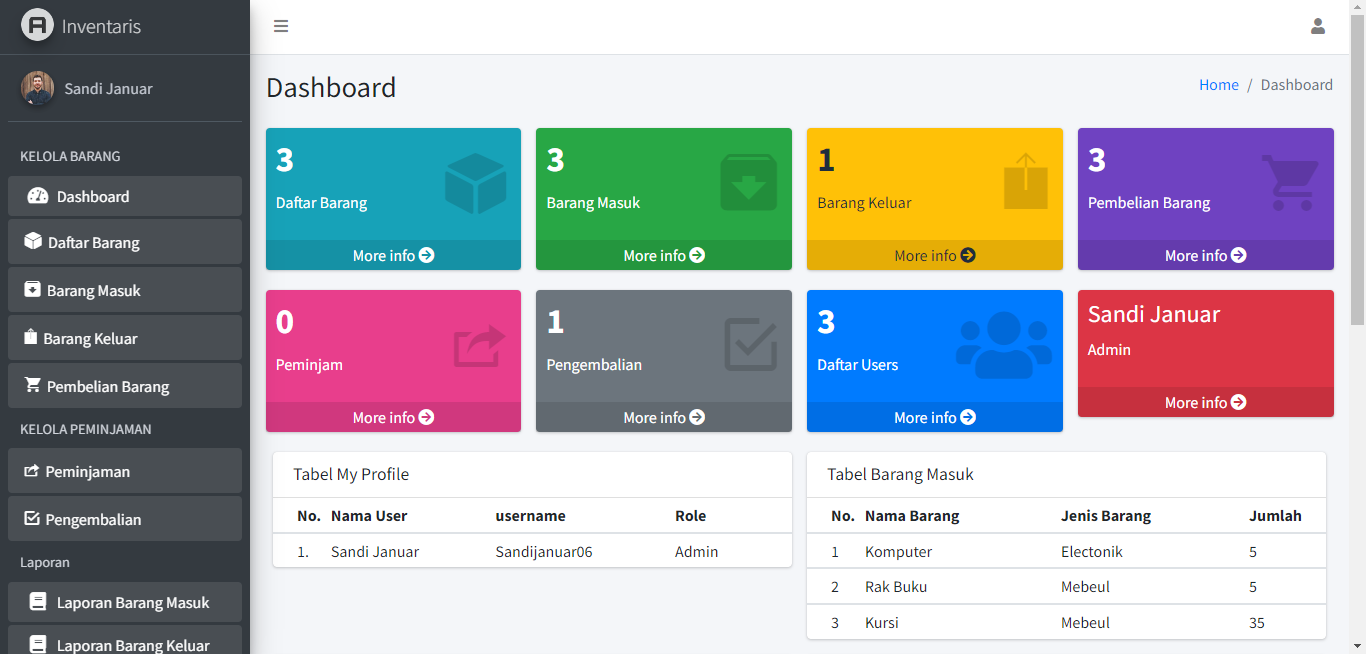 Inventaris
Sandi Januar
KELOLA BARANG
Dashboard
Daftar Barang
Barang Masuk
Barang Keluar
Pembelian Barang
KELOLA PEMINJAMAN
Peminjaman
Pengembalian
Laporan
Laporan Barang Masuk
Laporan Barang Keluar
Dashboard
Home / Dashboard
3
Daftar Barang
More info
3
Barang Masuk
More info
1
Barang Keluar
More info
3
Pembelian Barang
More info
0
Peminjam
More info
1
Pengembalian
More info
3
Daftar Users
More info
Sandi Januar
Admin
More info
Tabel My Profile
No. Nama User username Role
1. Sandi Januar Sandijanuar06 Admin
Tabel Barang Masuk
No. Nama Barang Jenis Barang Jumlah
1 Komputer Electonik 5
2 Rak Buku Mebeul 5
3 Kursi Mebeul 35